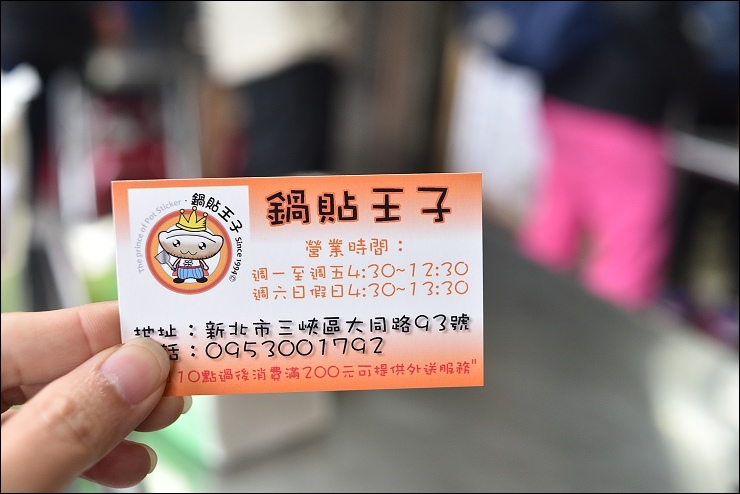 The prince of Pot Sticker · 鍋貼王子 Since 1994©
鍋貼王子
營業時間：
週一至週五4:30~12:30
週六日假日4:30~13:30
地址：新北市三峽區大同路93號
話：0953001792
10點過後消費滿200元可提供外送服務"